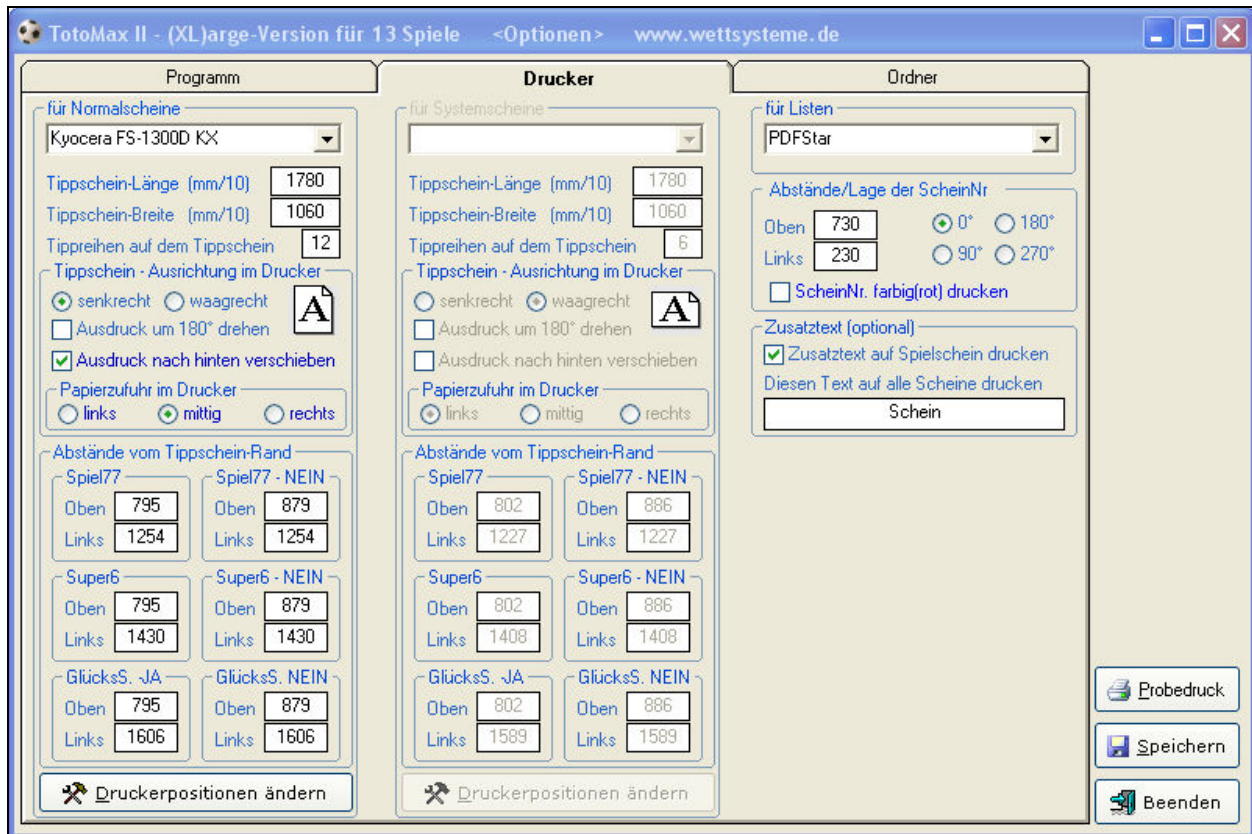 TotoMax II - (XL)arge-Version für 13 Spiele <Optionen> www.wettsysteme.de
Programm
Drucker
Ordner
für Normalscheine
Kyocera FS-1300D KX
Tippschein-Länge (mm/10) 1780
Tippschein-Breite (mm/10) 1060
Tippreihen auf dem Tippschein 12
Tippschein - Ausrichtung im Drucker
senkrecht waagrecht A
Ausdruck um 180° drehen
Ausdruck nach hinten verschieben
Papierzufuhr im Drucker
links mittig rechts
Abstände vom Tippschein-Rand
Spiel77
Oben 795
Links 1254
Spiel77 - NEIN
Oben 879
Links 1254
Super6
Oben 795
Links 1430
Super6 - NEIN
Oben 879
Links 1430
GlücksS. -JA
Oben 795
Links 1606
GlücksS. NEIN
Oben 879
Links 1606
Druckerpositionen ändern
für Systemscheine
Tippschein-Länge (mm/10) 1780
Tippschein-Breite (mm/10) 1060
Tippreihen auf dem Tippschein 6
Tippschein - Ausrichtung im Drucker
senkrecht waagrecht A
Ausdruck um 180° drehen
Ausdruck nach hinten verschieben
Papierzufuhr im Drucker
links mittig rechts
Abstände vom Tippschein-Rand
Spiel77
Oben 802
Links 1227
Spiel77 - NEIN
Oben 886
Links 1227
Super6
Oben 802
Links 1408
Super6 - NEIN
Oben 886
Links 1408
GlücksS. -JA
Oben 802
Links 1589
GlücksS. NEIN
Oben 886
Links 1589
Druckerpositionen ändern
für Listen
PDFStar
Abstände/Lage der ScheinNr
Oben 730 0° 180°
Links 230 90° 270°
ScheinNr. farbig(rot) drucken
Zusatztext (optional)
Zusatztext auf Spielschein drucken
Diesen Text auf alle Scheine drucken
Schein
Probedruck
Speichern
Beenden